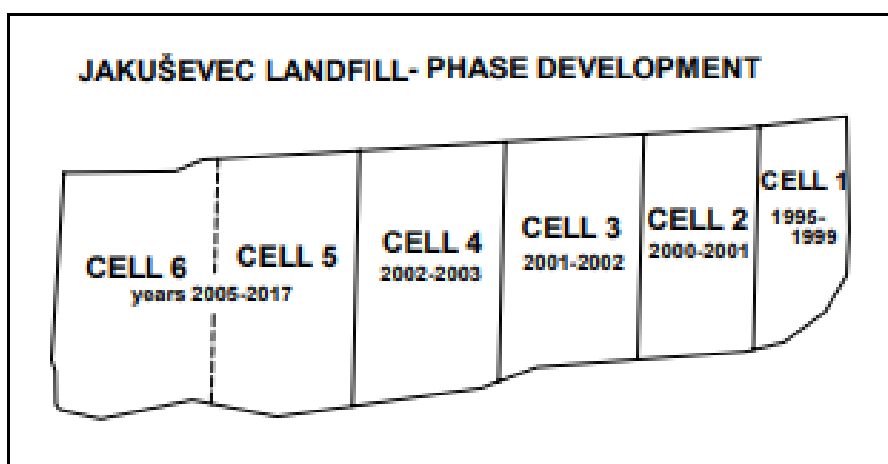 JAKUŠEVEC LANDFILL- PHASE DEVELOPMENT
CELL 6
years 2005-2017
CELL 5
CELL 4
2002-2003
CELL 3
2001-2002
CELL 2
2000-2001
CELL 1
1995-
1999